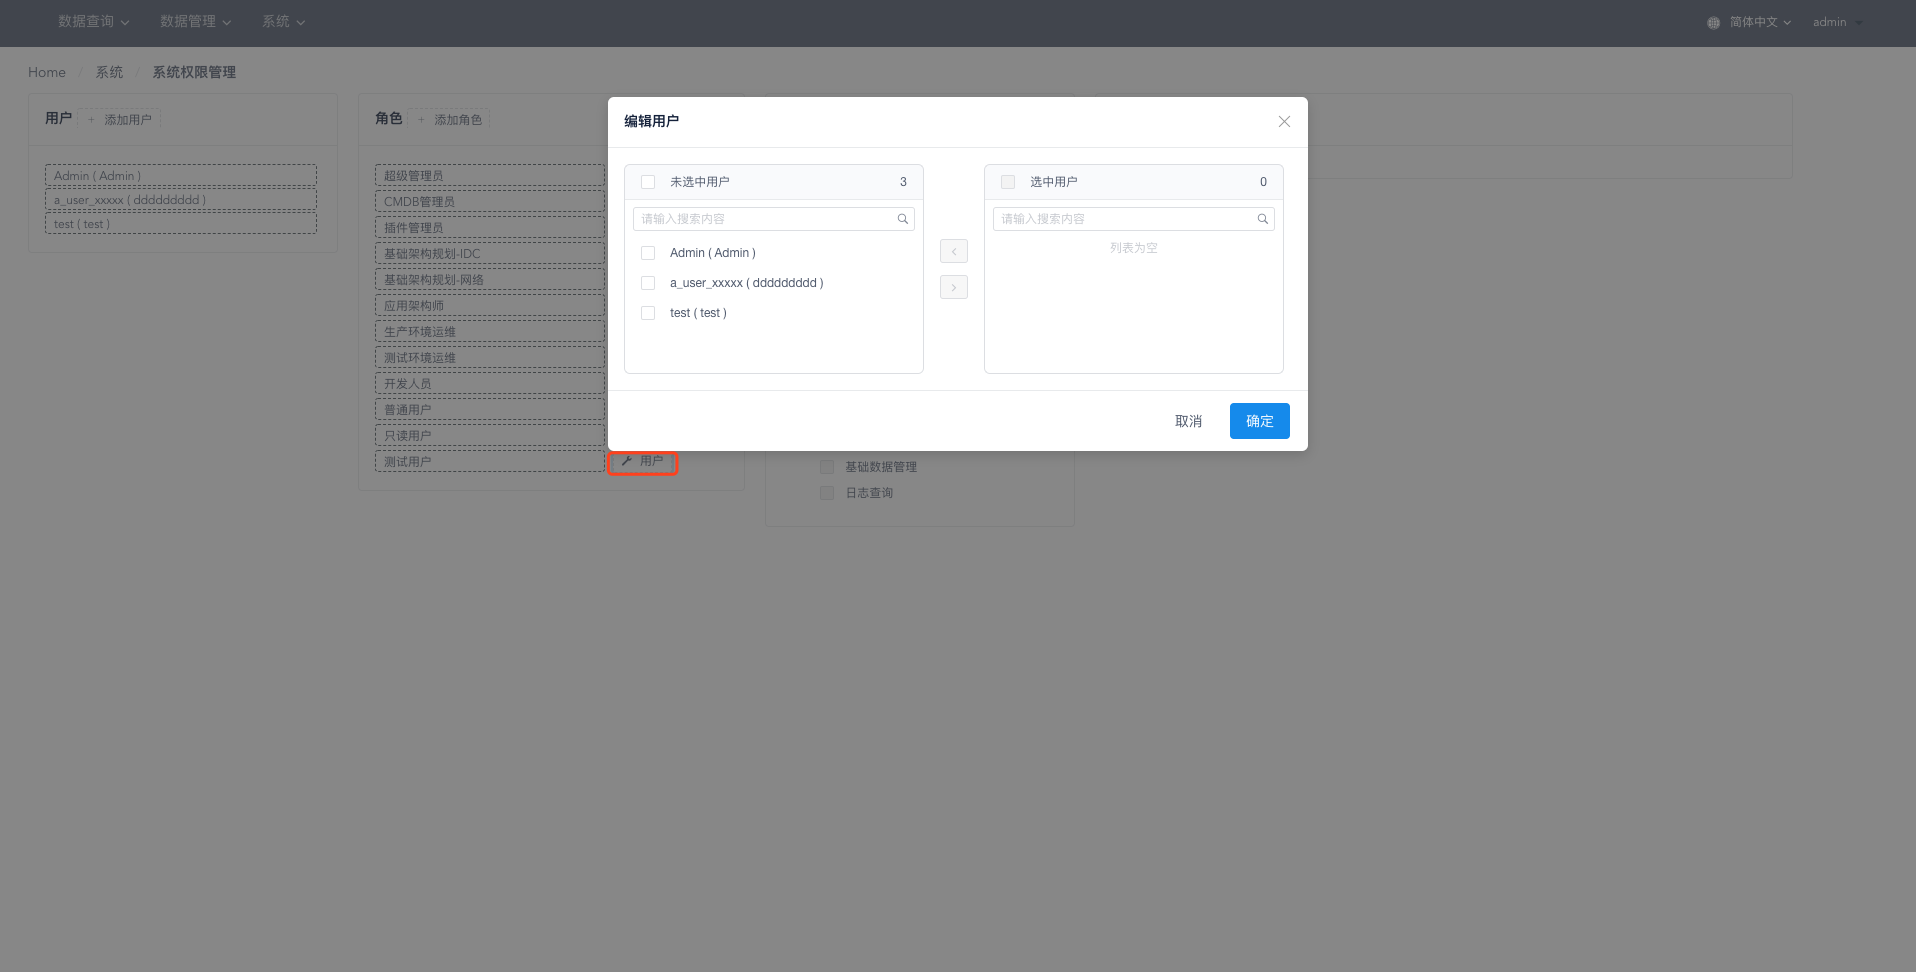 数据查询 数据管理 系统 简体中文 admin
Home / 系统 / 系统权限管理
用户 + 添加用户
Admin ( Admin )
a_user_xxxxx ( ddddddddd )
test ( test )
角色 + 添加角色
超级管理员
CMDB管理员
插件管理员
基础架构规划-IDC
基础架构规划-网络
应用架构师
生产环境运维
测试环境运维
开发人员
普通用户
只读用户
测试用户
用户
编辑用户
未选中用户 3
请输入搜索内容
Admin ( Admin )
a_user_xxxxx ( ddddddddd )
test ( test )
选中用户 0
请输入搜索内容
列表为空
取消 确定
基础数据管理
日志查询